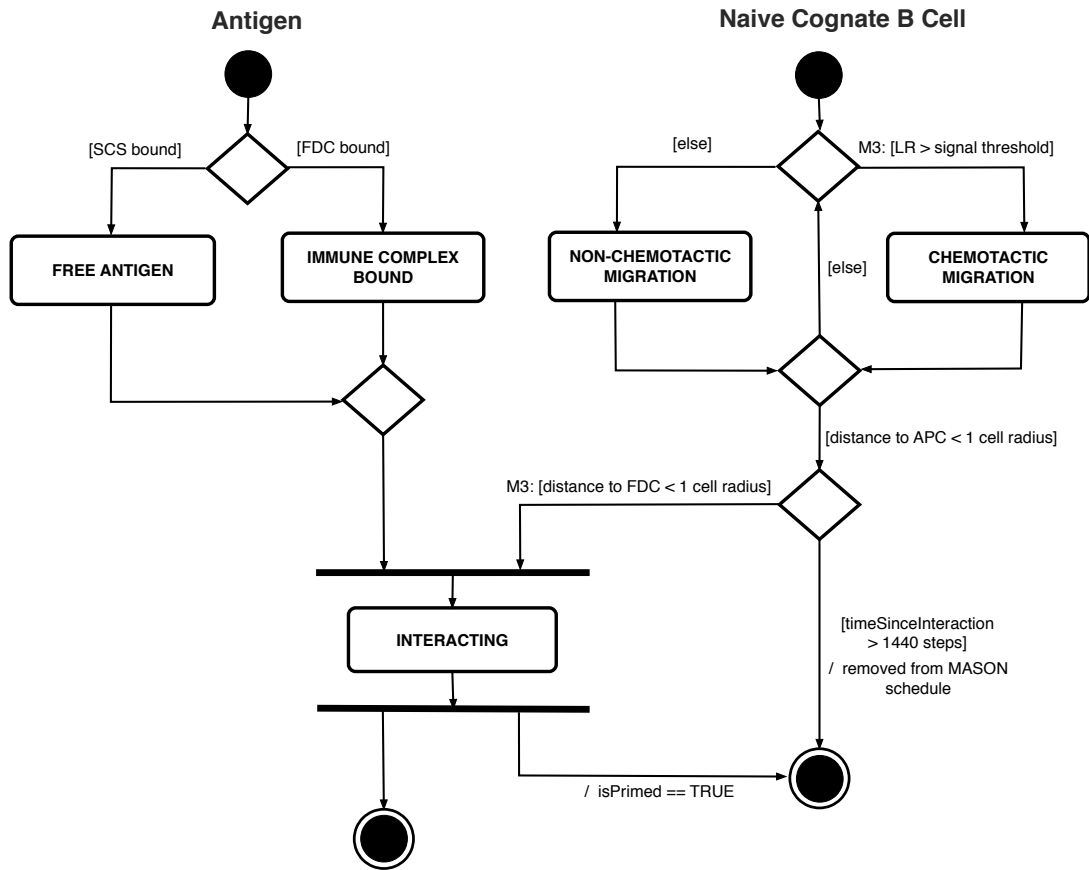 Antigen
Naive Cognate B Cell
[SCS bound]
[FDC bound]
[else]
M3: [LR > signal threshold]
FREE ANTIGEN
IMMUNE COMPLEX
BOUND
NON-CHEMOTACTIC
MIGRATION
[else]
CHEMOTACTIC
MIGRATION
[distance to APC < 1 cell radius]
M3: [distance to FDC < 1 cell radius]
INTERACTING
[timeSinceInteraction
> 1440 steps]
/ removed from MASON
schedule
/ isPrimed == TRUE